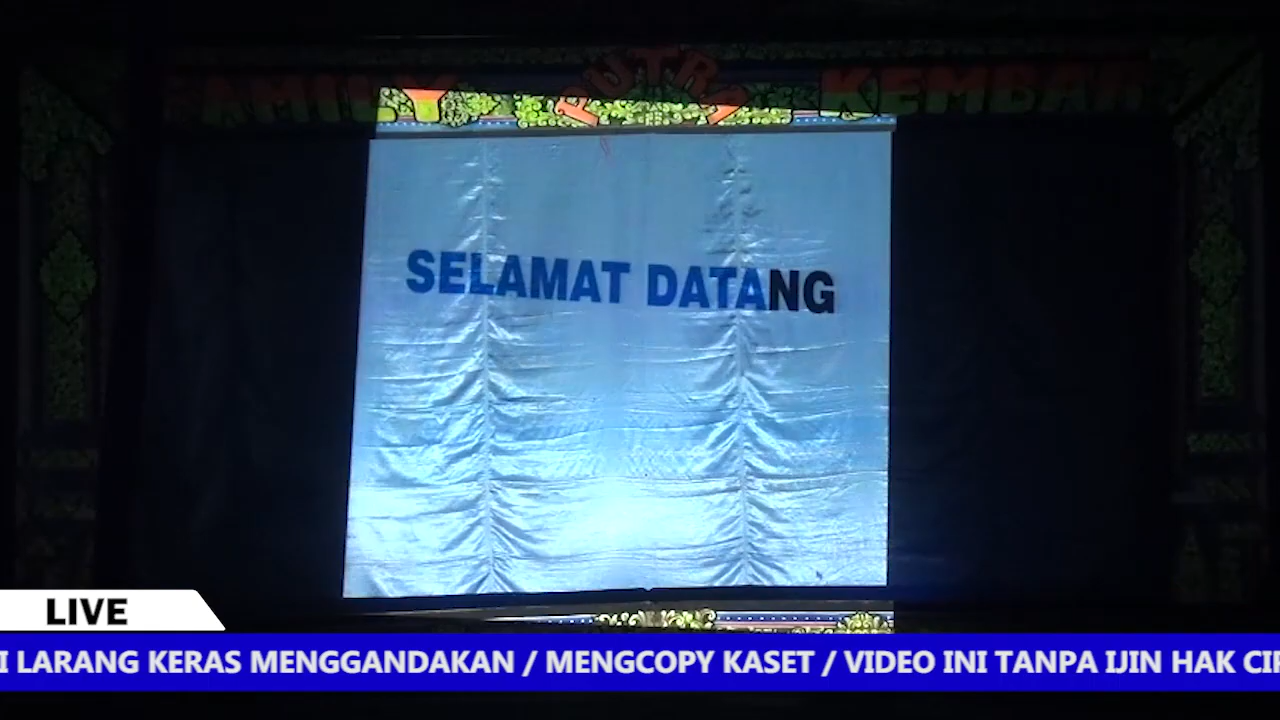 FAMILY PUTRA KEMBAR
SELAMAT DATANG
LIVE
I LARANG KERAS MENGGANDAKAN / MENGCOPY KASET / VIDEO INI TANPA IJIN HAK CI